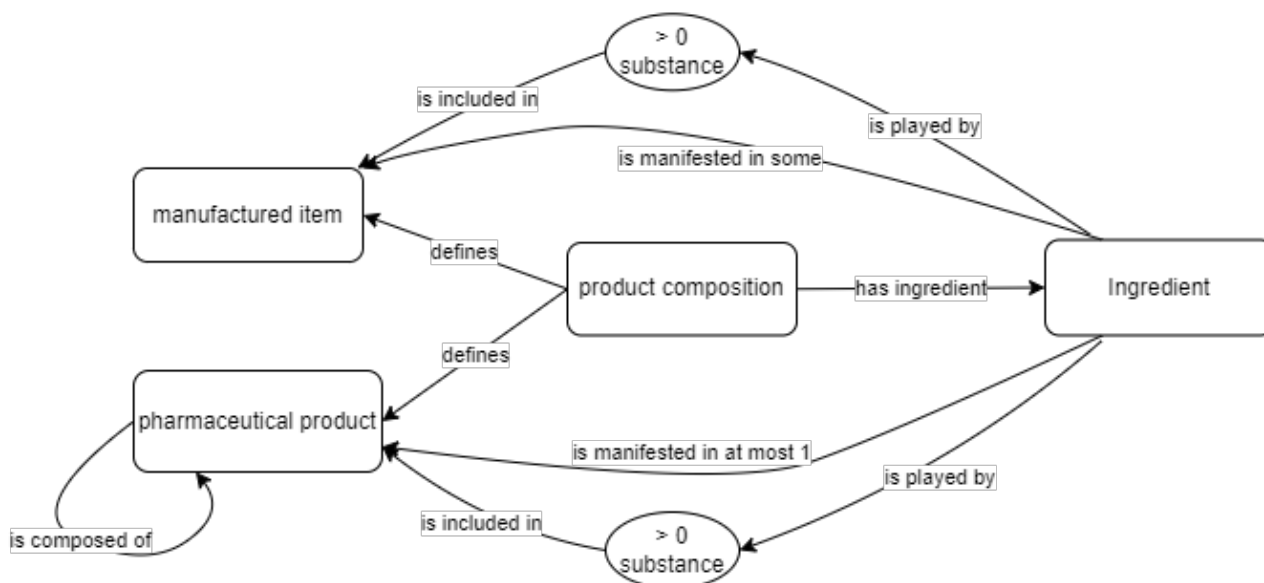 > 0
substance
is included in
is played by
is manifested in some
manufactured item
defines
product composition
has ingredient
Ingredient
defines
pharmaceutical product
is manifested in at most 1
is played by
is included in
> 0
substance
is composed of